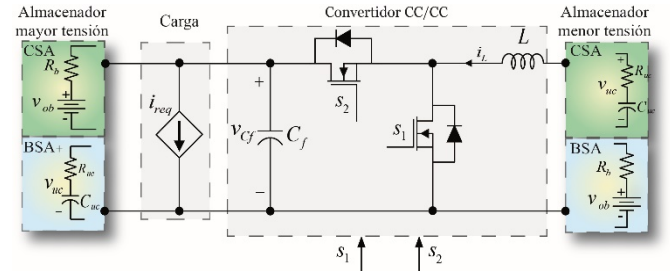 Almacenador
mayor tensión
Carga
Convertidor CC/CC
Almacenador
menor tensión
CSA
R_b
v_ob
+
−
BSA+
R_uc
v_uc
C_uc
−
i_req
+
v_Cf
C_f
−
s_2
s_1
i_L
L
CSA
+
R_uc
v_uc
C_uc
−
BSA
R_b
+
v_ob
−
s_1
s_2